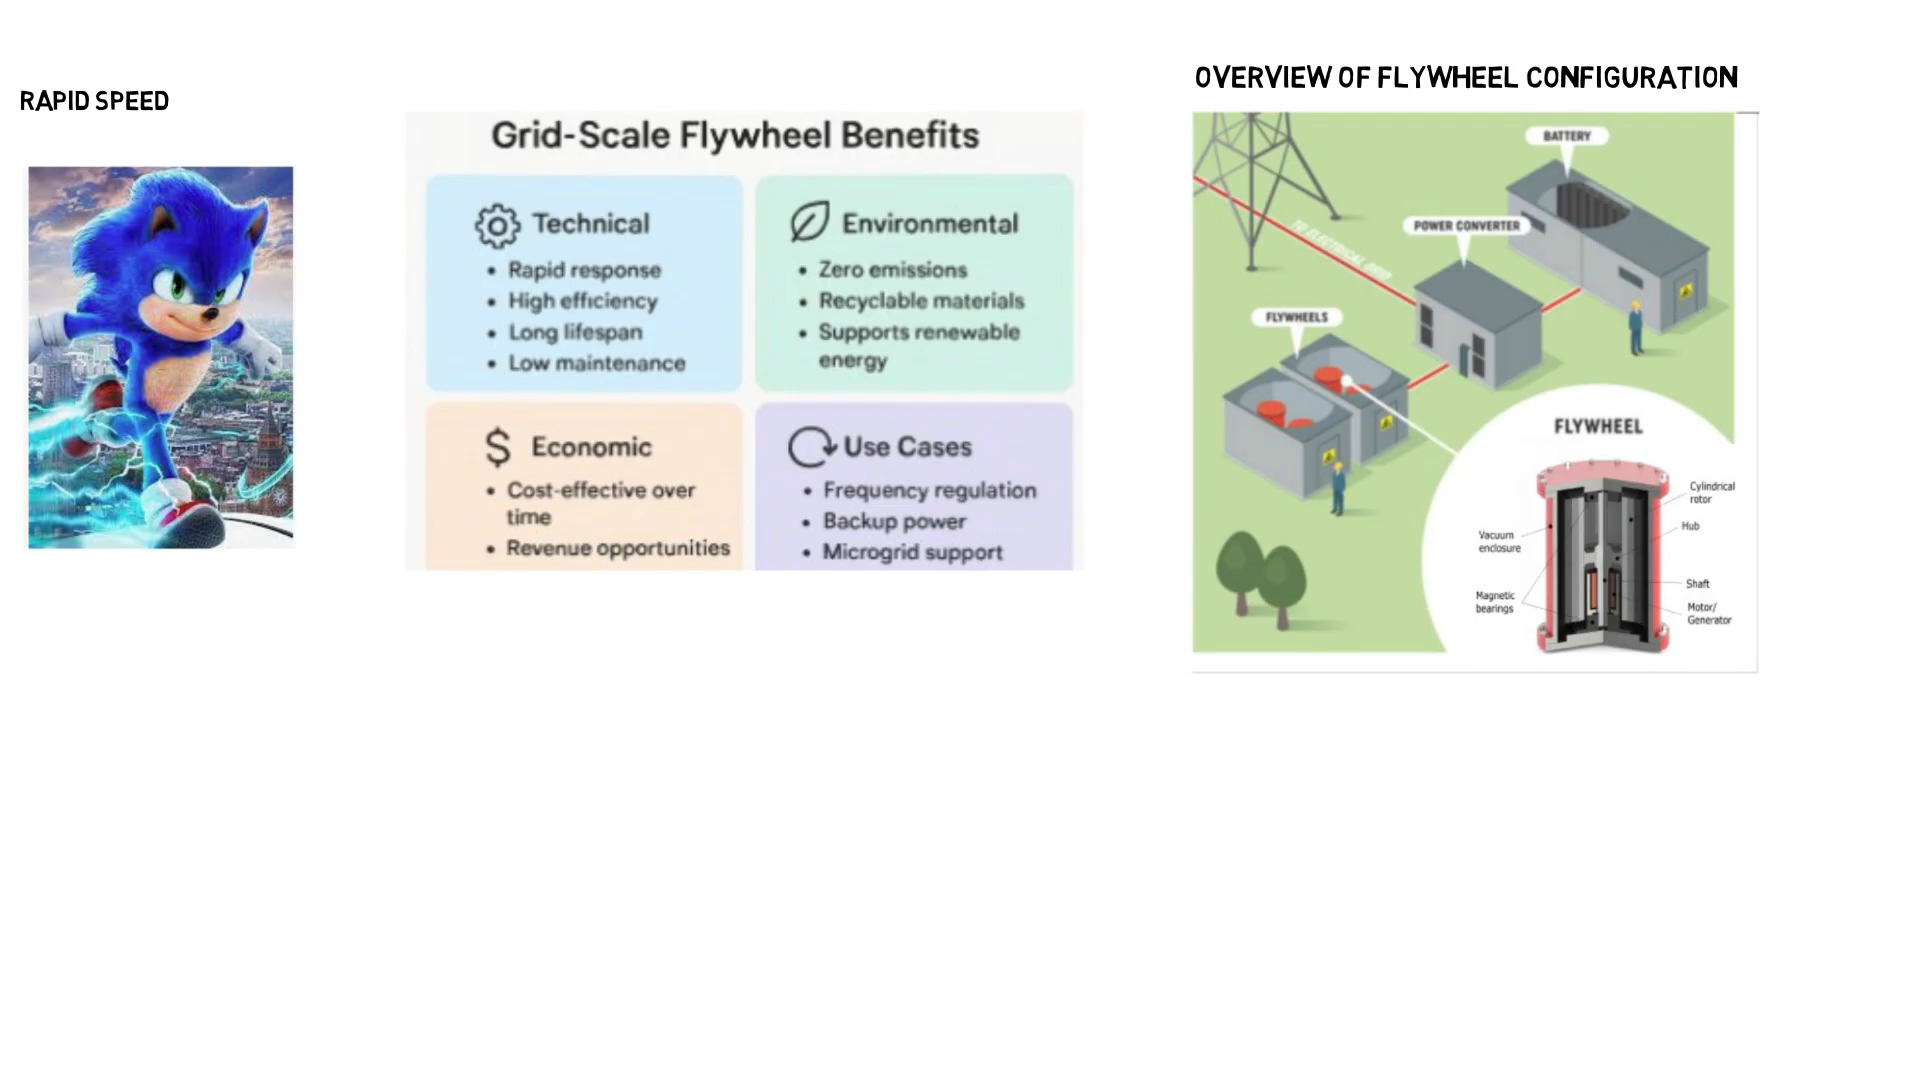 RAPID SPEED
Grid-Scale Flywheel Benefits
Technical
• Rapid response
• High efficiency
• Long lifespan
• Low maintenance
Environmental
• Zero emissions
• Recyclable materials
• Supports renewable
energy
$ Economic
• Cost-effective over
time
• Revenue opportunities
Use Cases
• Frequency regulation
• Backup power
• Microgrid support
OVERVIEW OF FLYWHEEL CONFIGURATION
BATTERY
POWER CONVERTER
TO ELECTRICAL GRID
FLYWHEELS
FLYWHEEL
Cylindrical
rotor
Hub
Vacuum
enclosure
Shaft
Magnetic
bearings
Motor/
Generator